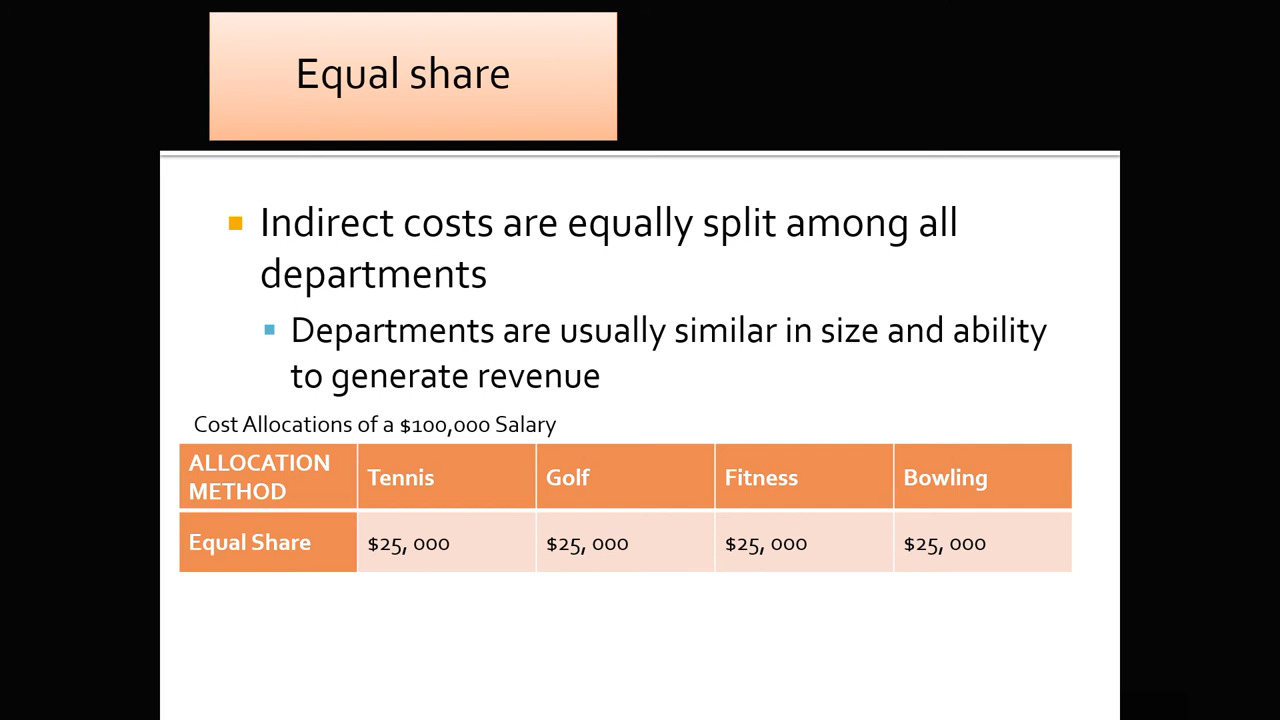 Equal share
Indirect costs are equally split among all
departments
Departments are usually similar in size and ability
to generate revenue
Cost Allocations of a $100,000 Salary
ALLOCATION
METHOD
Tennis
Golf
Fitness
Bowling
Equal Share
$25, 000
$25, 000
$25, 000
$25, 000